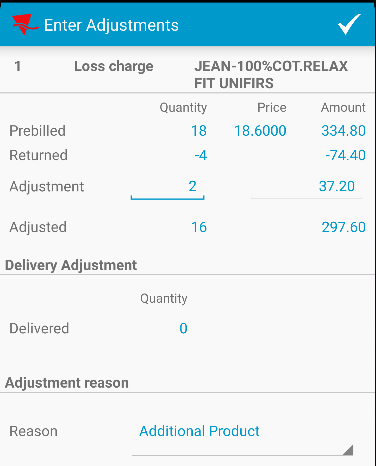 Enter Adjustments
1 Loss charge JEAN-100%COT.RELAX
FIT UNIFIRS
Quantity Price Amount
Prebilled 18 18.6000 334.80
Returned -4 -74.40
Adjustment 2 37.20
Adjusted 16 297.60
Delivery Adjustment
Quantity
Delivered 0
Adjustment reason
Reason Additional Product